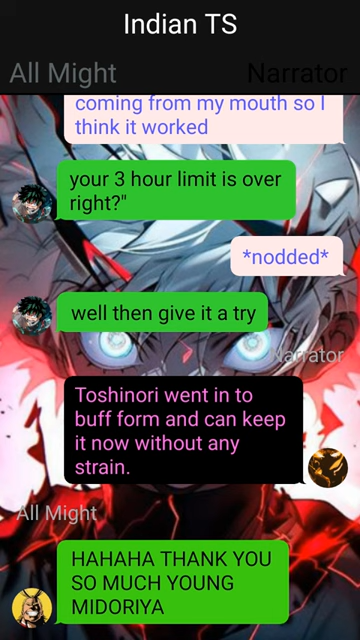 Indian TS
All Might
Narrator
coming from my mouth so I
think it worked
your 3 hour limit is over
right?"
*nodded*
well then give it a try
Narrator
Toshinori went in to
buff form and can keep
it now without any
strain.
All Might
HAHAHA THANK YOU
SO MUCH YOUNG
MIDORIYA